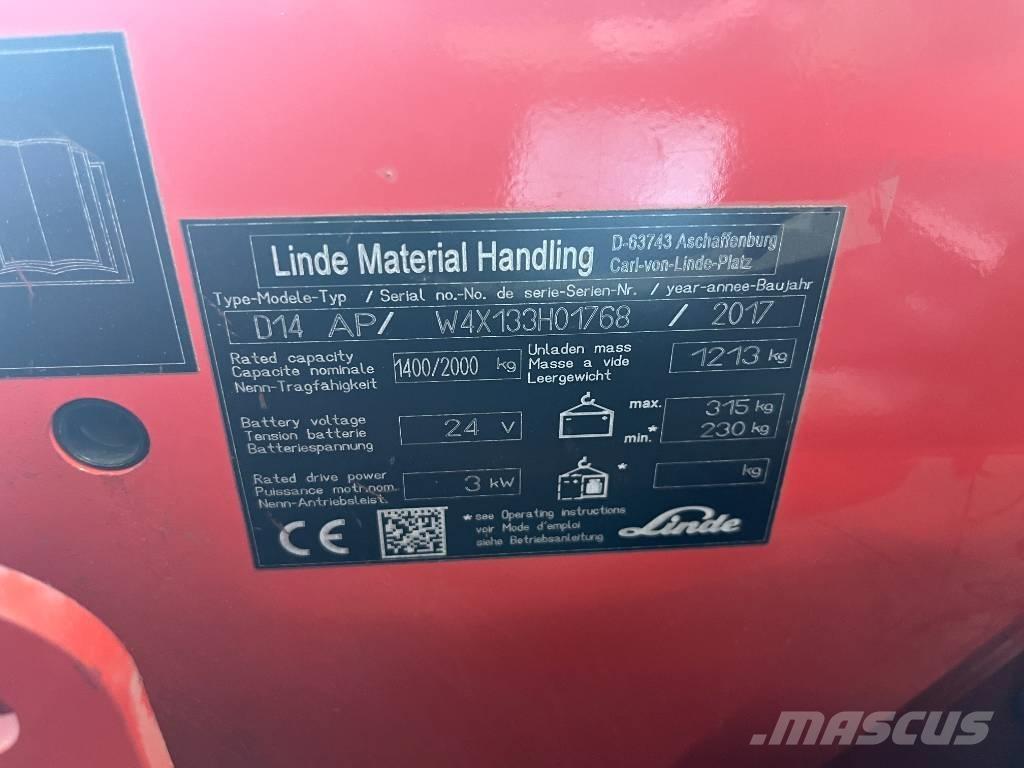 Linde Material Handling D-63743 Aschaffenburg
Carl-von-Linde-Platz
Type-Modele-Typ / Serial no.-No. de serie-Serien-Nr. / year-annee-Baujahr
D14 AP/ W4X133H01768 / 2017
Rated capacity
Capacite nominale
Nenn-Tragfähigkeit
1400/2000 kg
Unladen mass
Masse a vide
Leergewicht
1213 kg
Battery voltage
Tension batterie
Batteriespannung
24 V
max. 315 kg
min.* 230 kg
Rated drive power
Puissance motr.nom.
Nenn-Antriebsleist.
3 kW
* kg
CE
* see Operating instructions
voir Mode d'emploi
siehe Betriebsanleitung
Linde
MASCUS